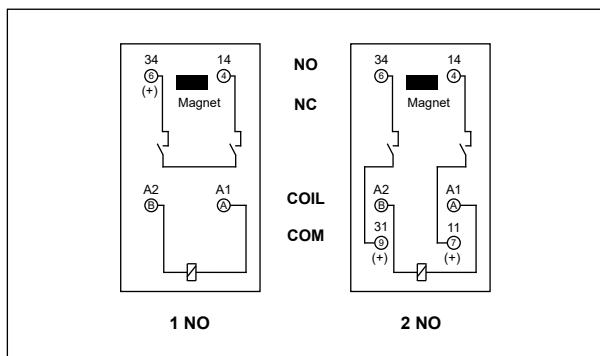 34 14 NO 34 14
6 4 6 4
(+) Magnet NC Magnet
A2 A1 COIL A2 A1
B A B A
COM 31 11
9 7
(+) (+)
1 NO 2 NO